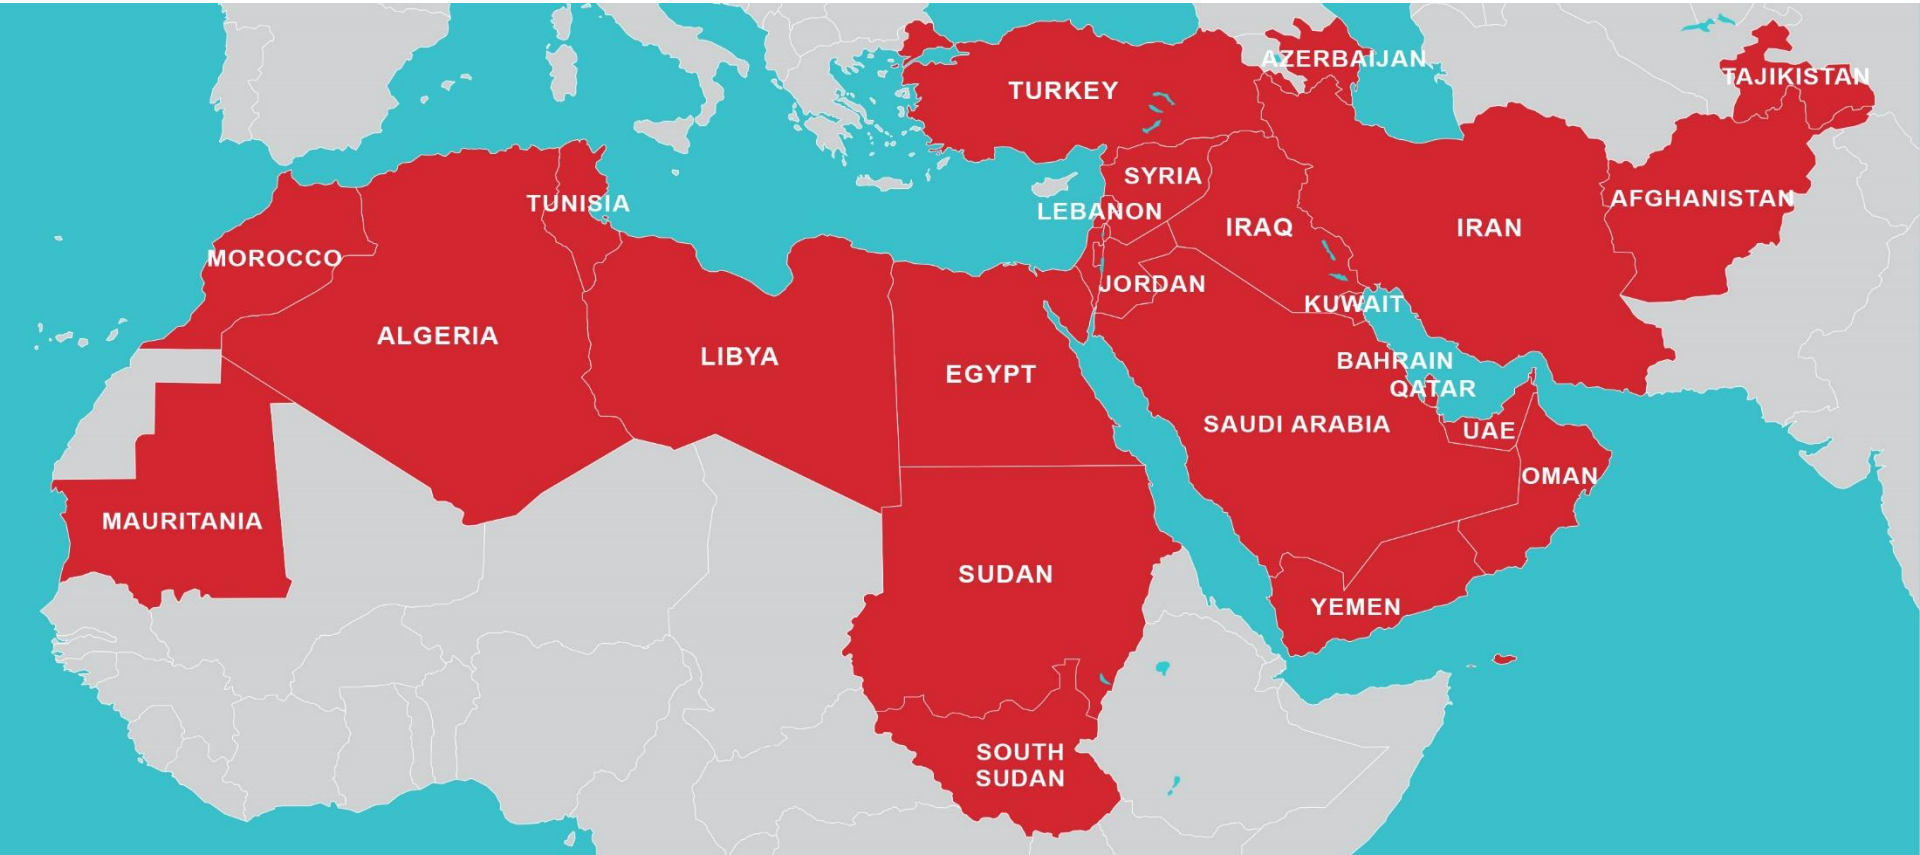 AZERBAIJAN
TAJIKISTAN
TURKEY
SYRIA
AFGHANISTAN
TUNISIA
LEBANON
IRAQ
IRAN
MOROCCO
JORDAN
KUWAIT
ALGERIA
LIBYA
BAHRAIN
EGYPT
QATAR
SAUDI ARABIA
UAE
OMAN
MAURITANIA
SUDAN
YEMEN
SOUTH
SUDAN